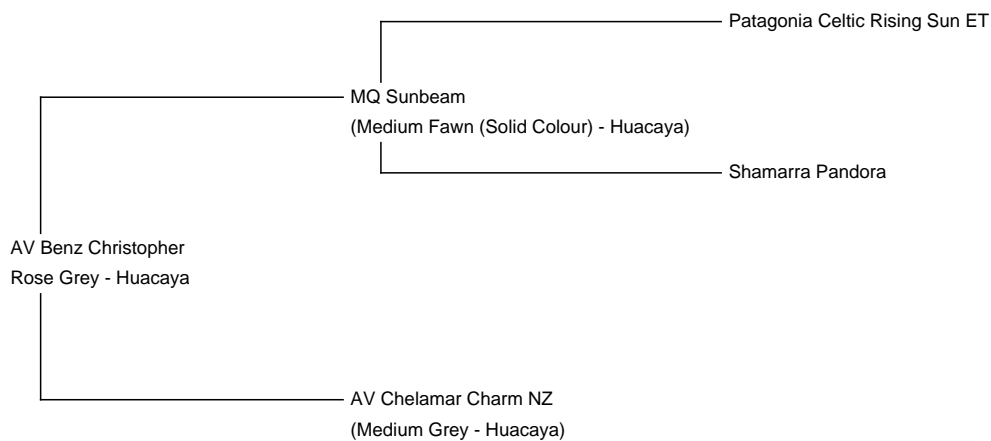 Patagonia Celtic Rising Sun ET
MQ Sunbeam
(Medium Fawn (Solid Colour) - Huacaya)
Shamarra Pandora
AV Benz Christopher
Rose Grey - Huacaya
AV Chelamar Charm NZ
(Medium Grey - Huacaya)